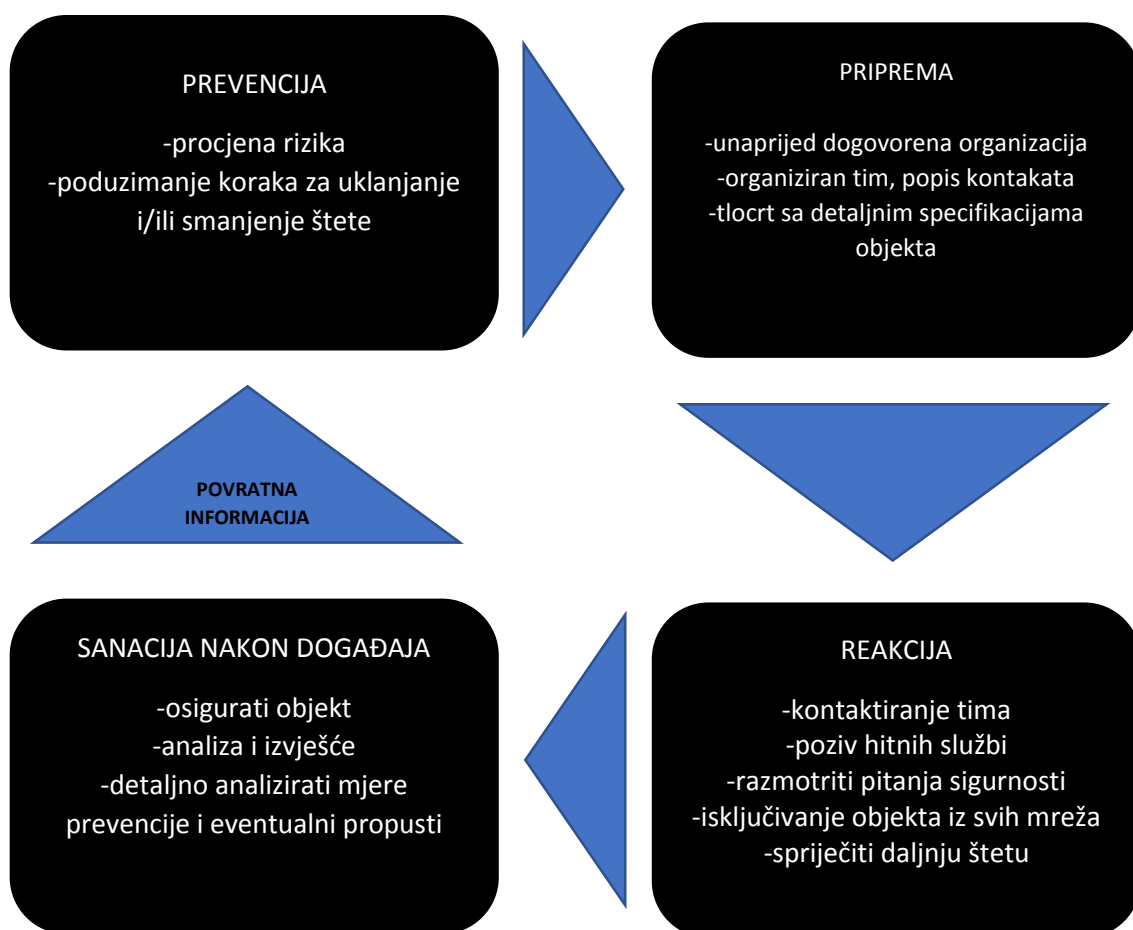 PREVENCIJA
-procjena rizika
-poduzimanje koraka za uklanjanje
i/ili smanjenje štete
PRIPREMA
-unaprijed dogovorena organizacija
-organiziran tim, popis kontakata
-tlocrt sa detaljnim specifikacijama
objekta
POVRATNA
INFORMACIJA
SANACIJA NAKON DOGAĐAJA
-osigurati objekt
-analiza i izvješće
-detaljno analizirati mjere
prevencije i eventualni propusti
REAKCIJA
-kontaktiranje tima
-poziv hitnih službi
-razmotriti pitanja sigurnosti
-isključivanje objekta iz svih mreža
-spriječiti daljnju štetu